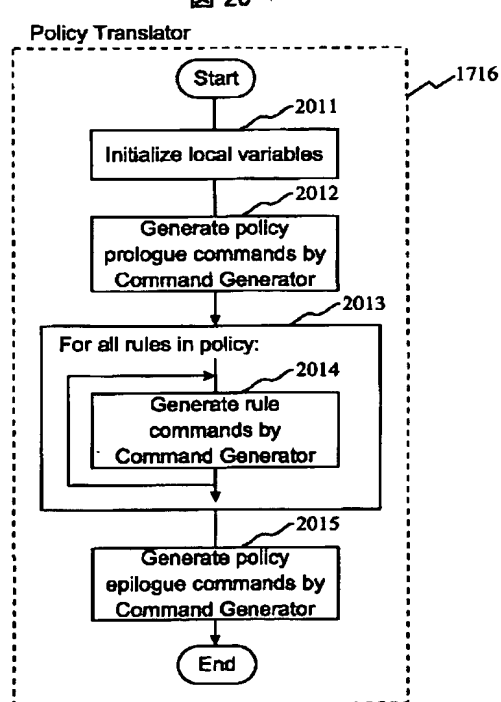 図 20
Policy Translator
1716
Start
2011
Initialize local variables
2012
Generate policy
prologue commands by
Command Generator
2013
For all rules in policy:
2014
Generate rule
commands by
Command Generator
2015
Generate policy
epilogue commands by
Command Generator
End